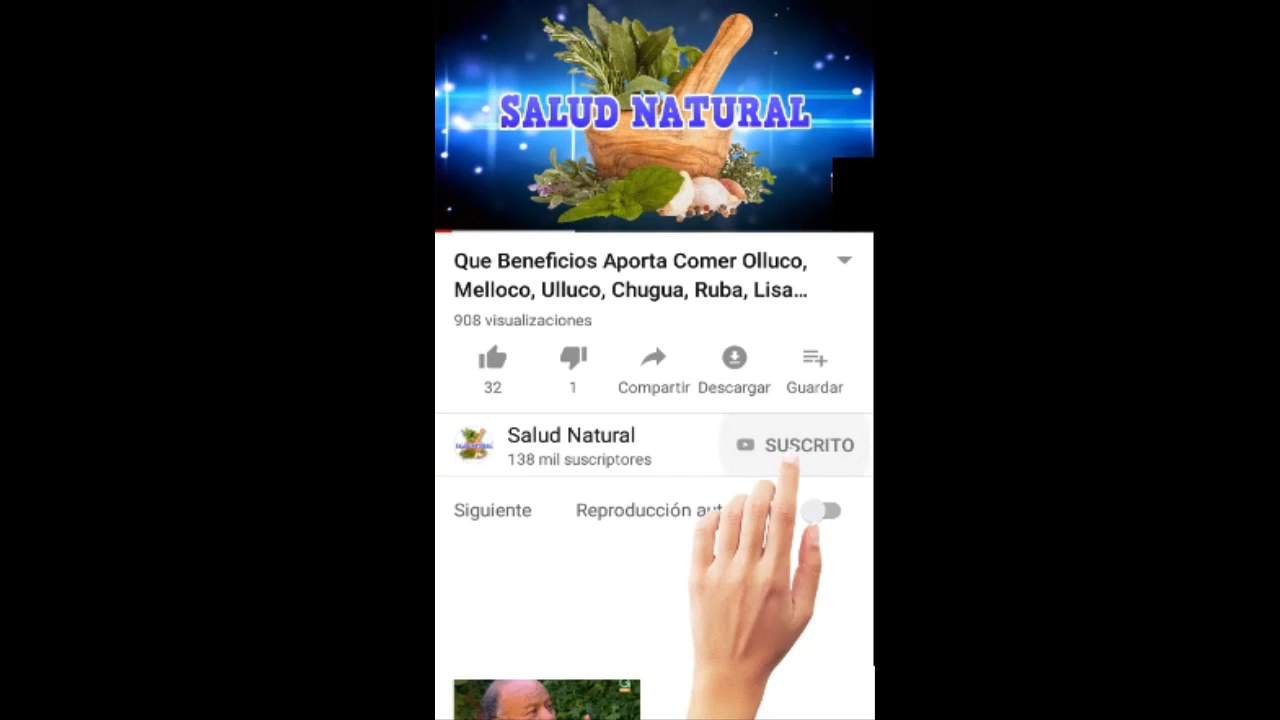 SALUD NATURAL
Que Beneficios Aporta Comer Olluco,
Melloco, Ulluco, Chugua, Ruba, Lisa...
908 visualizaciones
32
1
Compartir
Descargar
Guardar
Salud Natural
138 mil suscriptores
SUSCRITO
Siguiente
Reproducción aut